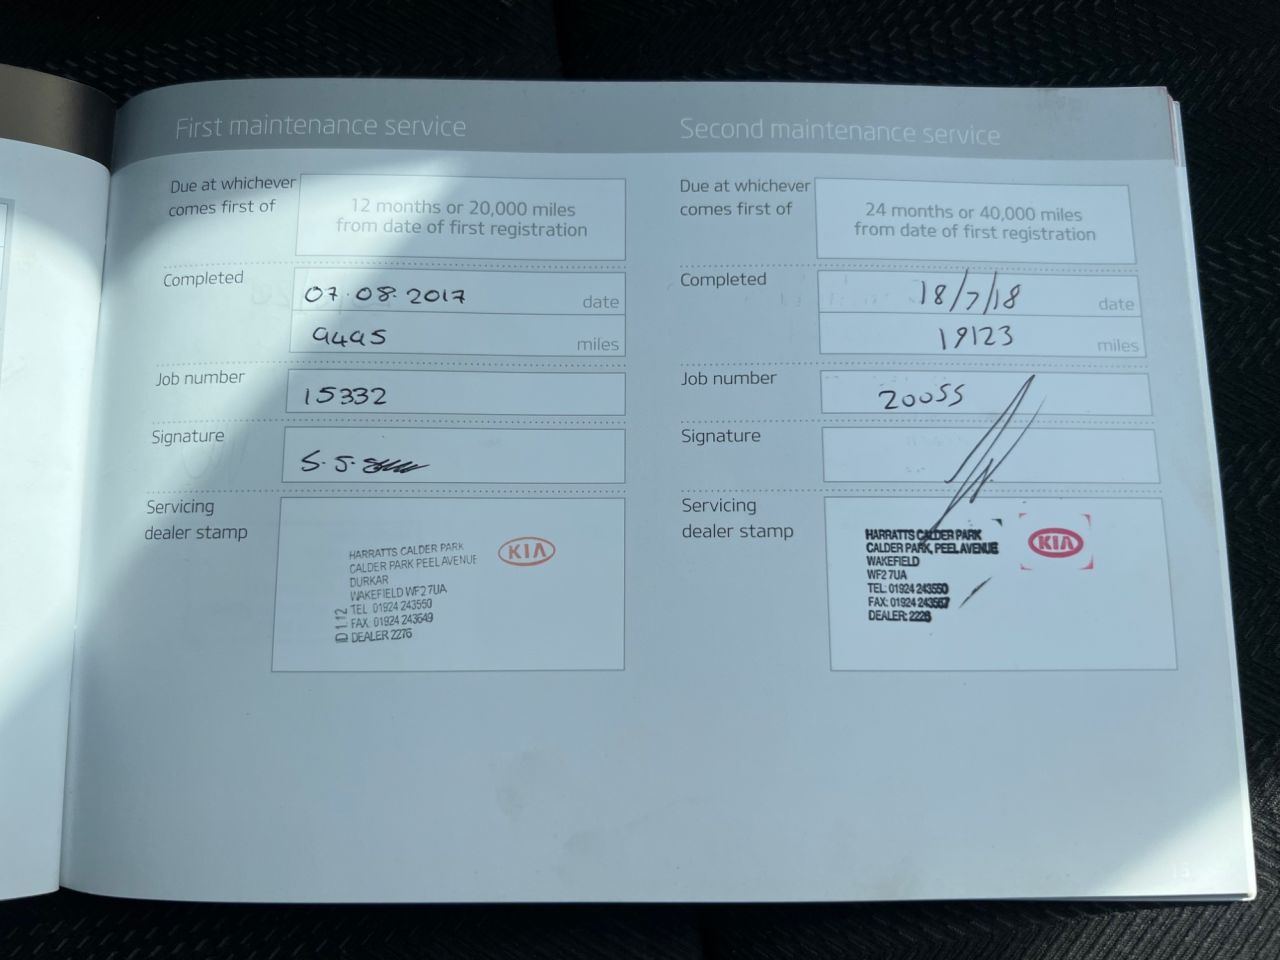 First maintenance service
Due at whichever
comes first of
12 months or 20,000 miles
from date of first registration
Completed
07.08.2017
date
9495
miles
Job number
15332
Signature
S.S.
Servicing
dealer stamp
HARRATTS CALDER PARK
CALDER PARK PEEL AVENUE
DURKAR
WAKEFIELD WF2 7UA
TEL 01924 243550
FAX 01924 243649
DEALER 2276
ID 1.12
KIA
Second maintenance service
Due at whichever
comes first of
24 months or 40,000 miles
from date of first registration
Completed
18/7/18
date
19123
miles
Job number
20055
Signature
Servicing
dealer stamp
HARRATTS CALDER PARK
CALDER PARK, PEEL AVENUE
WAKEFIELD
WF2 7UA
TEL: 01924 243550
FAX: 01924
DEALER:
KIA
15